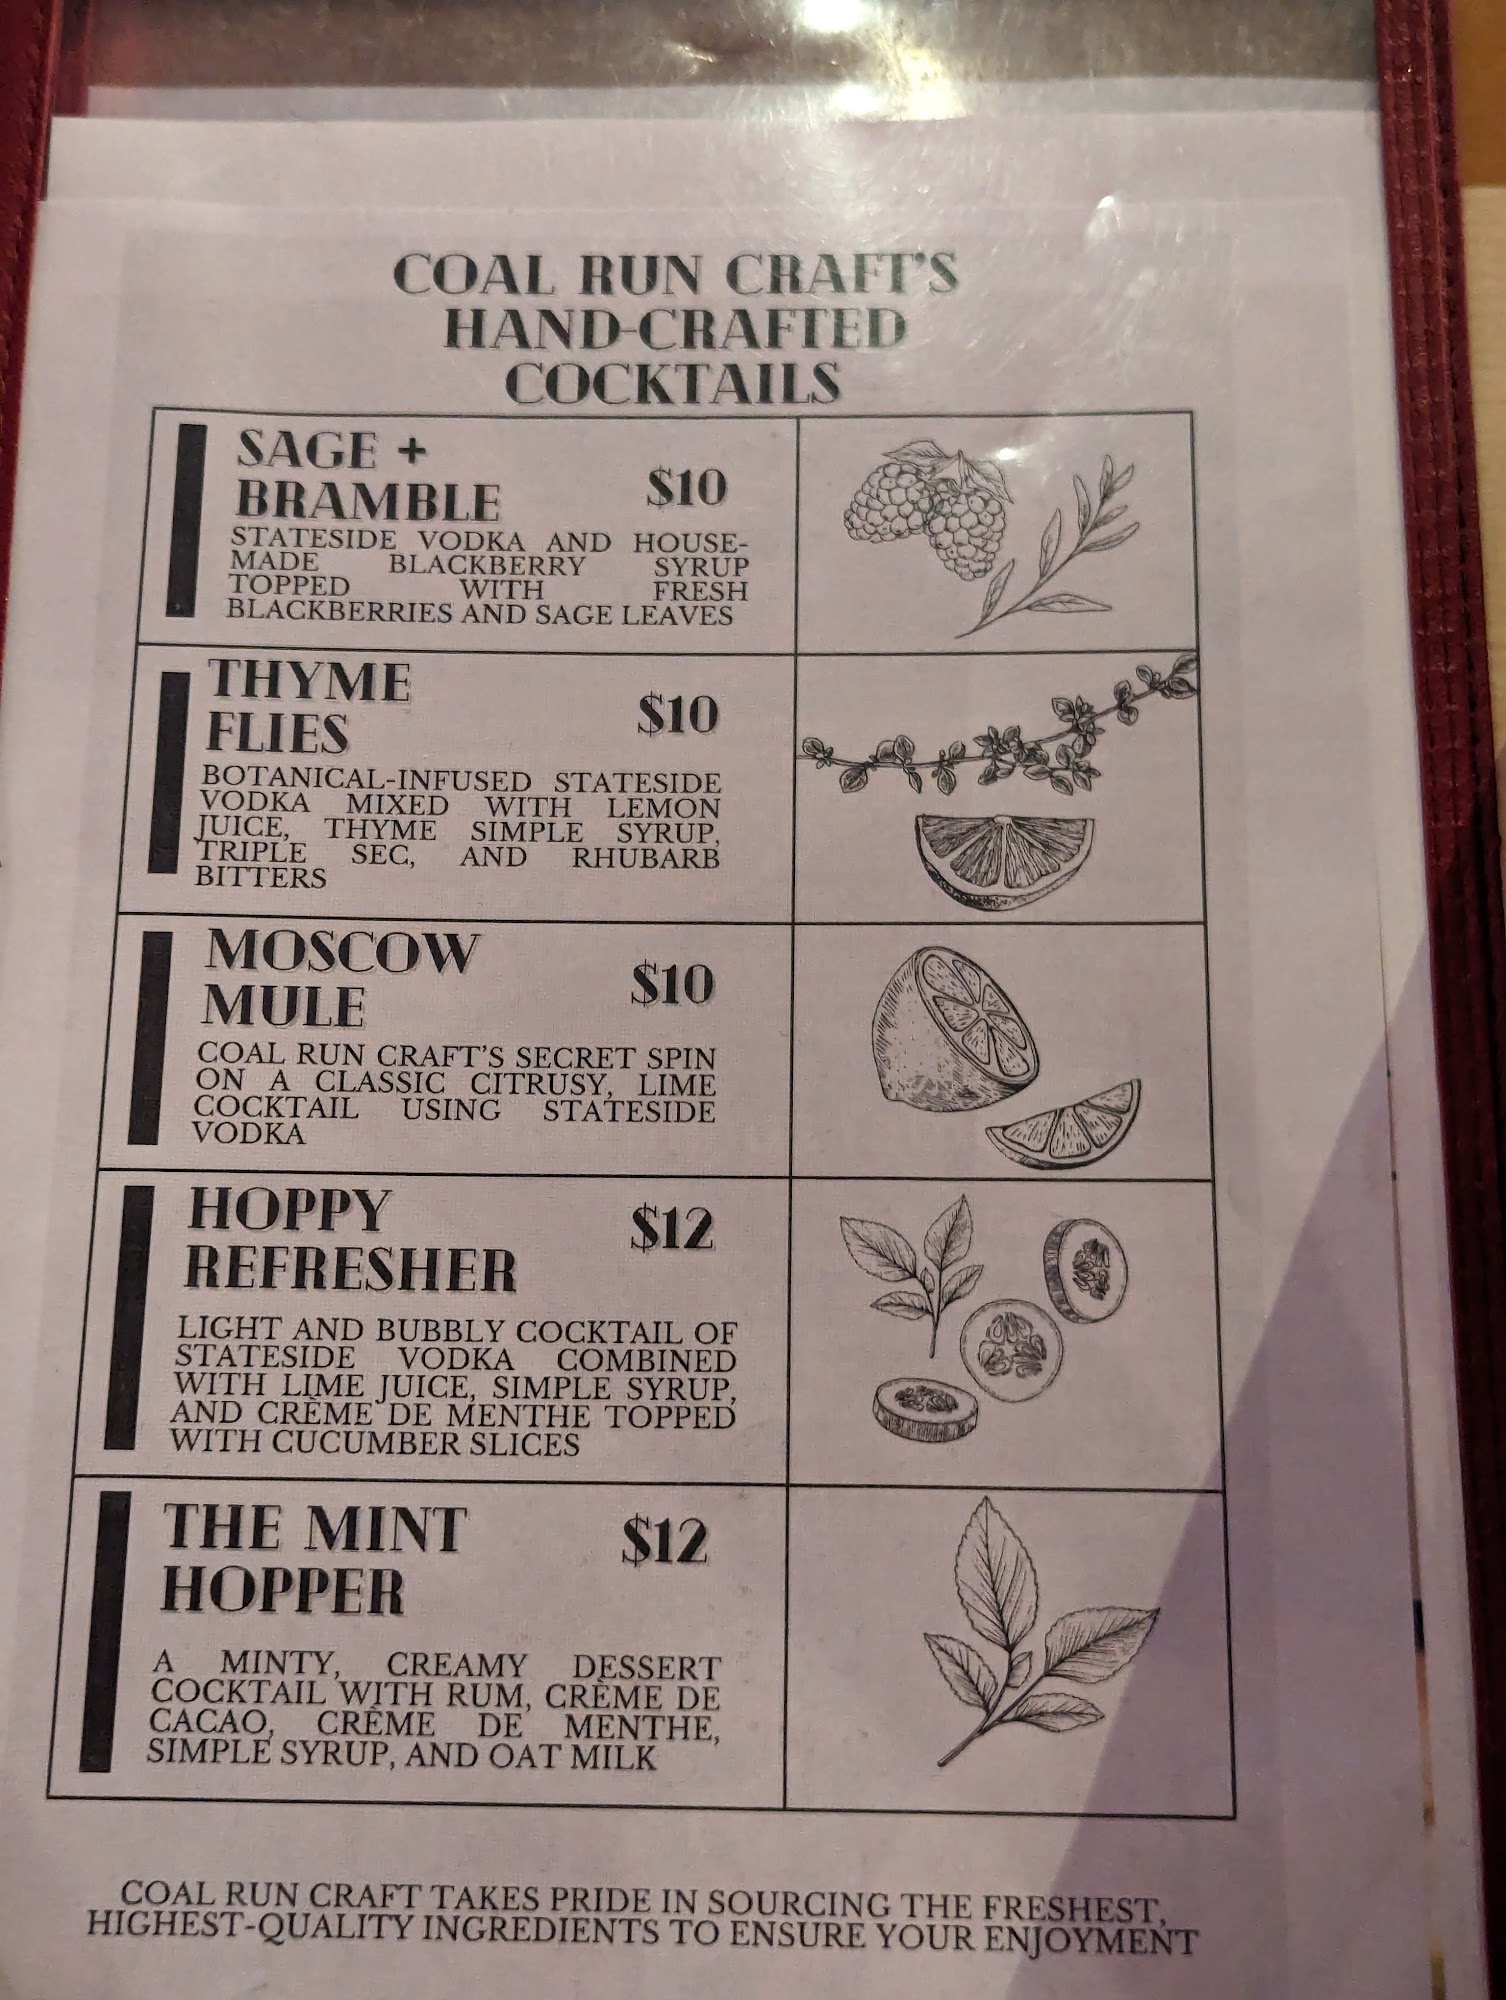 COAL RUN CRAFT'S
HAND-CRAFTED
COCKTAILS
SAGE +
BRAMBLE
$10
STATESIDE VODKA AND HOUSE-
MADE BLACKBERRY SYRUP
TOPPED WITH FRESH
BLACKBERRIES AND SAGE LEAVES
THYME
FLIES
$10
BOTANICAL-INFUSED STATESIDE
VODKA MIXED WITH LEMON
JUICE, THYME SIMPLE SYRUP,
TRIPLE SEC, AND RHUBARB
BITTERS
MOSCOW
MULE
$10
COAL RUN CRAFT'S SECRET SPIN
ON A CLASSIC CITRUSY, LIME
COCKTAIL USING STATESIDE
VODKA
HOPPY
REFRESHER
$12
LIGHT AND BUBBLY COCKTAIL OF
STATESIDE VODKA COMBINED
WITH LIME JUICE, SIMPLE SYRUP,
AND CRÈME DE MENTHE TOPPED
WITH CUCUMBER SLICES
THE MINT
HOPPER
$12
A MINTY, CREAMY DESSERT
COCKTAIL WITH RUM, CRÈME DE
CACAO, CRÈME DE MENTHE,
SIMPLE SYRUP, AND OAT MILK
COAL RUN CRAFT TAKES PRIDE IN SOURCING THE FRESHEST,
HIGHEST-QUALITY INGREDIENTS TO ENSURE YOUR ENJOYMENT